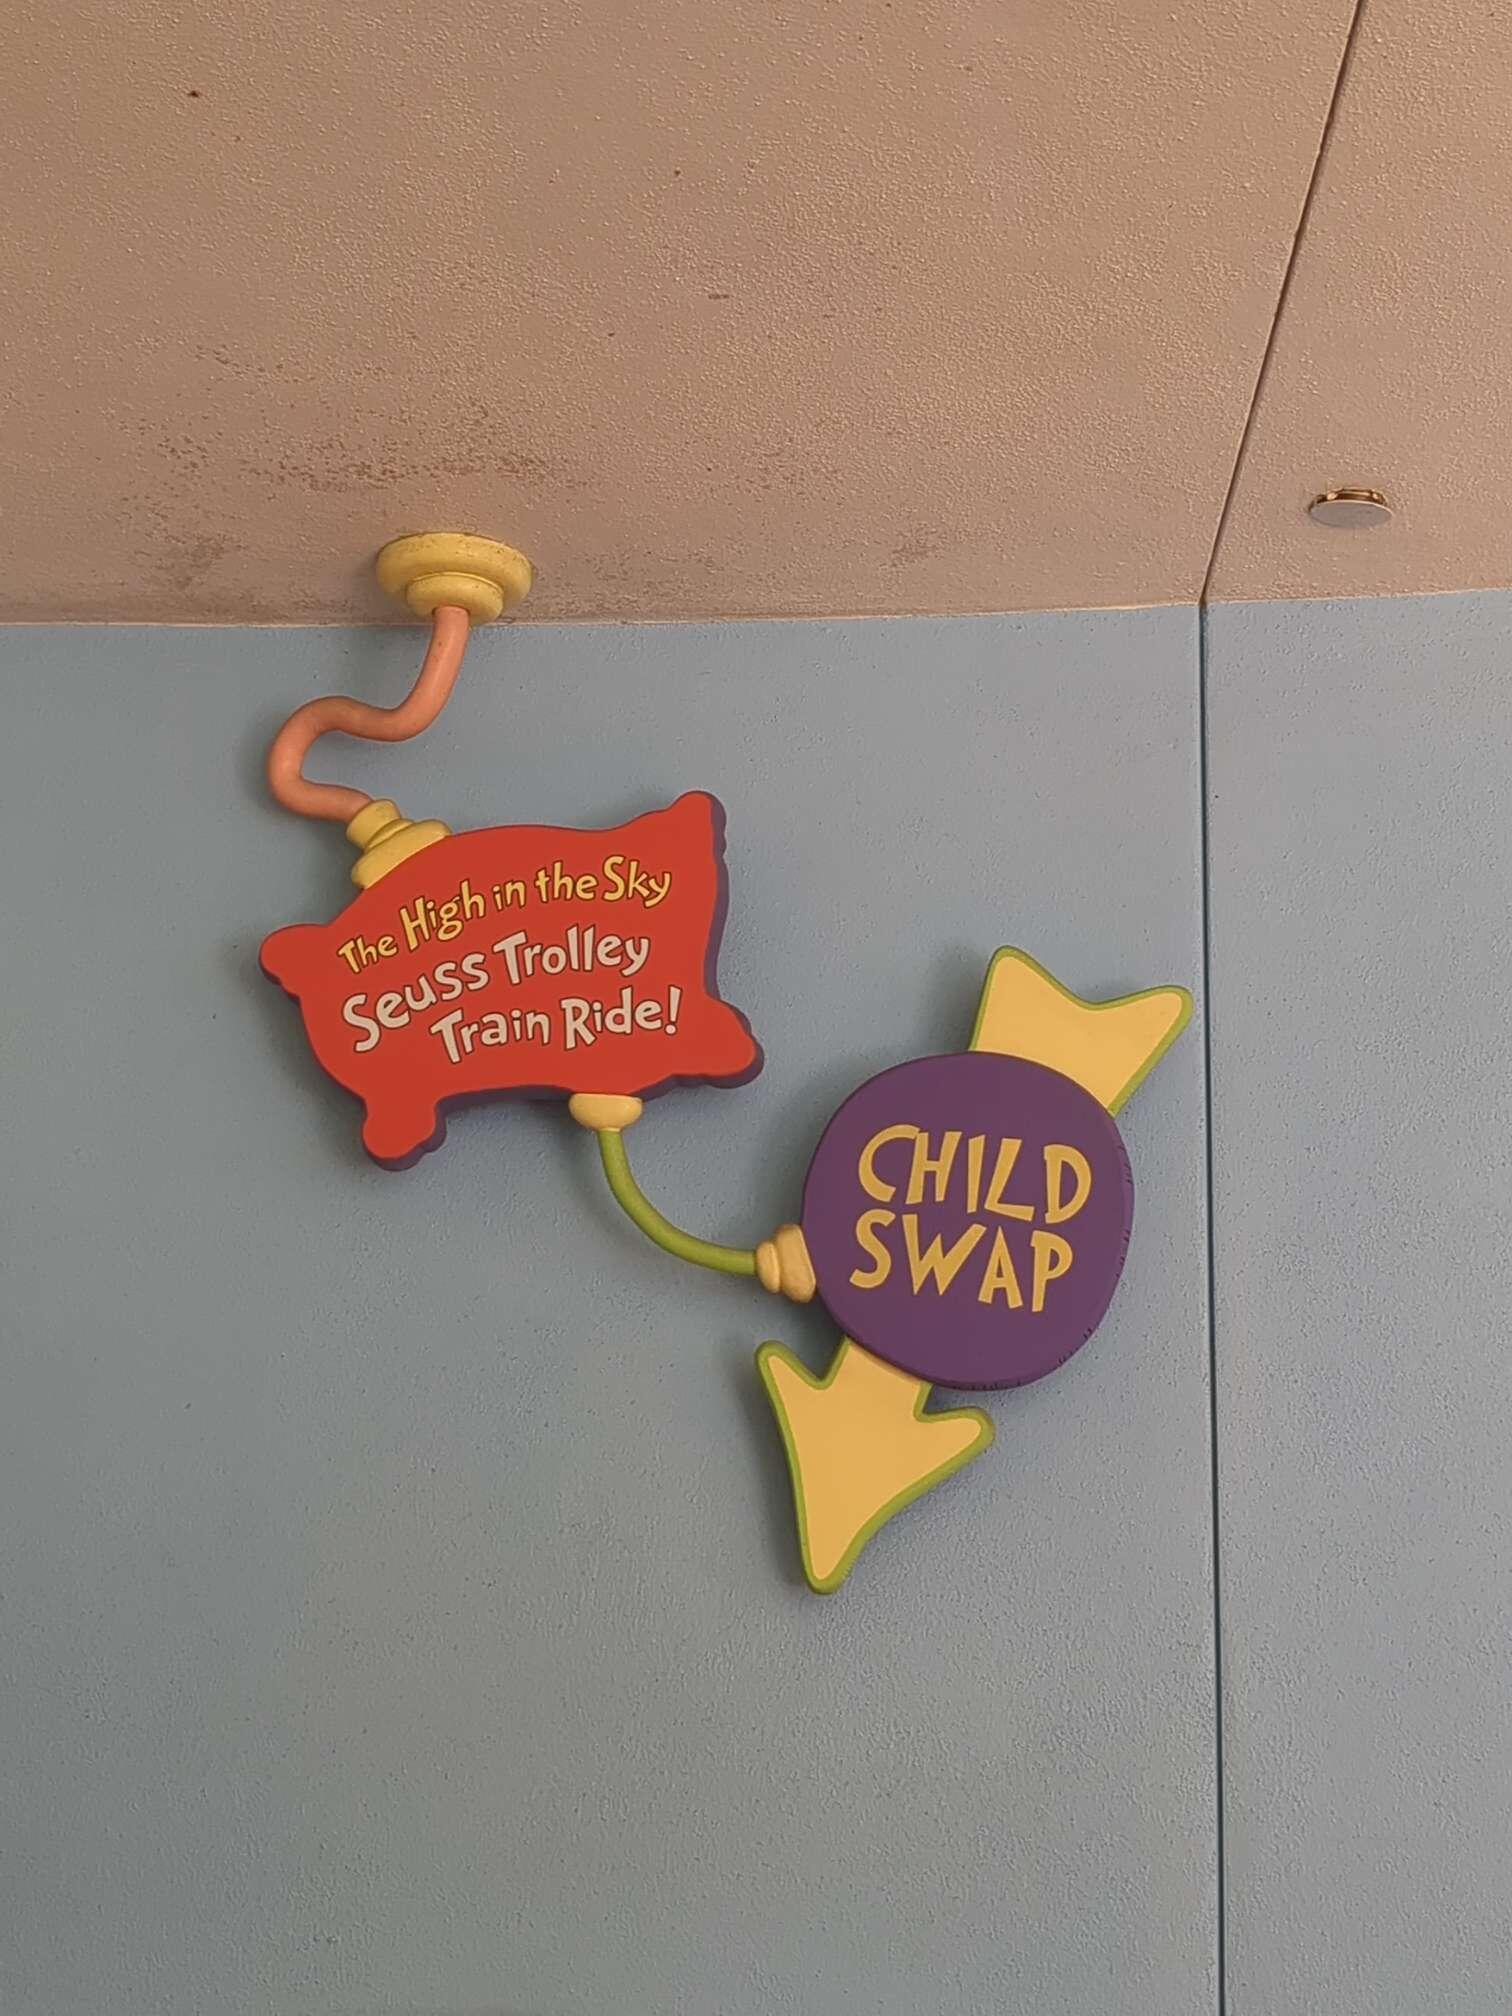 The High in the Sky
Seuss Trolley
Train Ride!
CHILD
SWAP